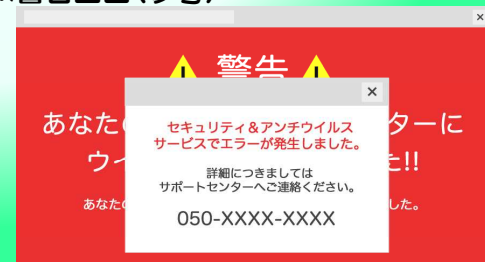 警告
あなた
ターに
ウイ
た!!
あなたの
した。
セキュリティ&アンチウイルス
サービスでエラーが発生しました。
詳細につきましては
サポートセンターへご連絡ください。
050-XXXX-XXXX